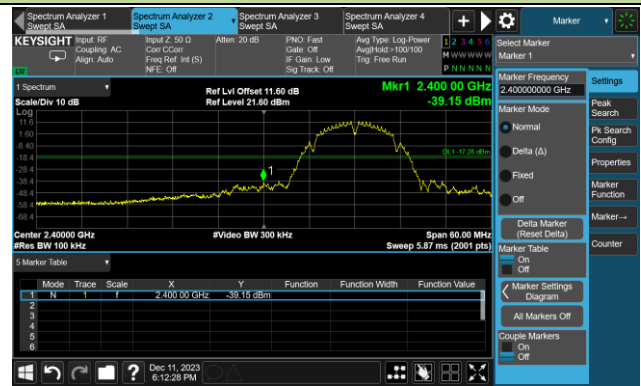 Spectrum Analyzer 1
Swept SA
Spectrum Analyzer 2
Swept SA
Spectrum Analyzer 3
Swept SA
Spectrum Analyzer 4
Swept SA
+
Marker
KEYSIGHT
Input: RF
Coupling: AC
Align: Auto
Input Z: 50 Ω
Corr CCorr
Freq Ref: Int (S)
NFE: Off
Atten: 20 dB
PNO: Fast
Gate: Off
IF Gain: Low
Sig Track: Off
Avg Type: Log-Power
Avg|Hold:>100/100
Trig: Free Run
1 2 3 4 5 6
M W W W W W
P N N N N N
Select Marker
Marker 1
1 Spectrum
Scale/Div 10 dB
Log
Ref Lvl Offset 11.60 dB
Ref Level 21.60 dBm
Mkr1 2.400 00 GHz
-39.15 dBm
11.6
1.60
-8.40
-18.4
-28.4
-38.4
-48.4
-58.4
-68.4
DL1 -17.28 dBm
1
Center 2.40000 GHz
#Res BW 100 kHz
#Video BW 300 kHz
Span 60.00 MHz
Sweep 5.87 ms (2001 pts)
5 Marker Table
Mode Trace Scale X Y Function Function Width Function Value
1 N 1 f 2.400 00 GHz -39.15 dBm
2
3
4
5
6
Marker Frequency
2.400000000 GHz
Marker Mode
Normal
Delta (Δ)
Fixed
Off
Delta Marker
(Reset Delta)
Marker Table
On
Off
Marker Settings
Diagram
All Markers Off
Couple Markers
On
Off
Settings
Peak
Search
Pk Search
Config
Properties
Marker
Function
Marker→
Counter
?
Dec 11, 2023
6:12:28 PM